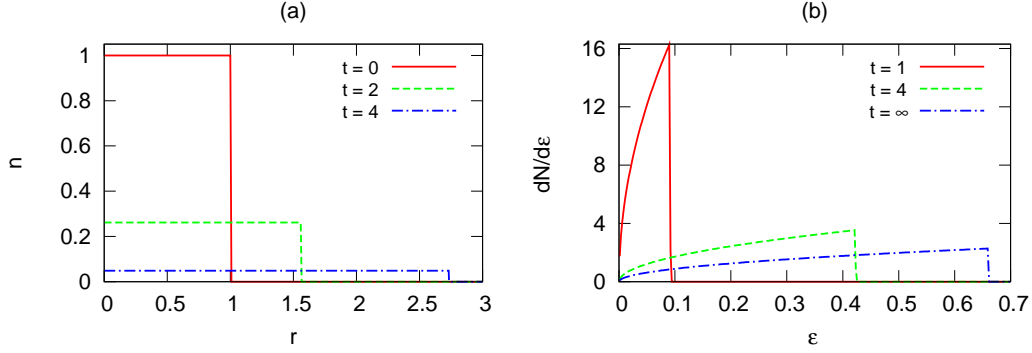 (a)
n
1
0.8
0.6
0.4
0.2
0
0 0.5 1 1.5 2 2.5 3
r
t = 0
t = 2
t = 4
(b)
dN/dε
16
12
8
4
0
0 0.1 0.2 0.3 0.4 0.5 0.6 0.7
ε
t = 1
t = 4
t = ∞